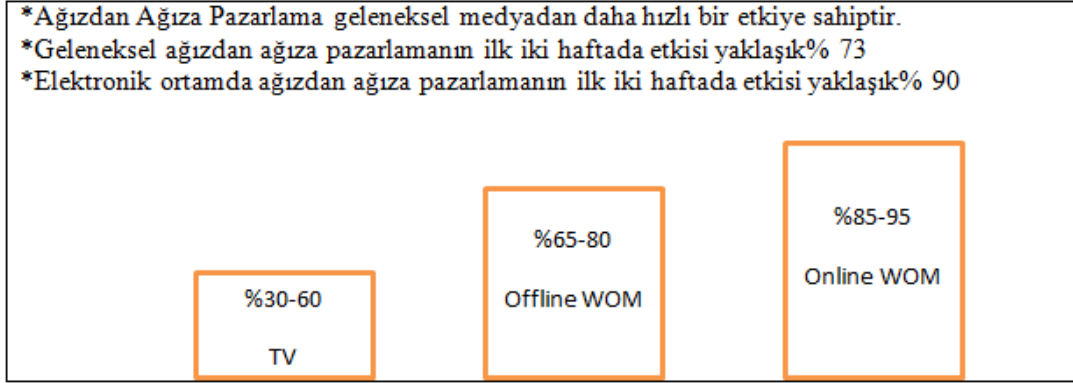 *Ağızdan Ağıza Pazarlama geleneksel medyadan daha hızlı bir etkiye sahiptir.
*Geleneksel ağızdan ağıza pazarlamanın ilk iki haftada etkisi yaklaşık% 73
*Elektronik ortamda ağızdan ağıza pazarlamanın ilk iki haftada etkisi yaklaşık% 90
%30-60
TV
%65-80
Offline WOM
%85-95
Online WOM